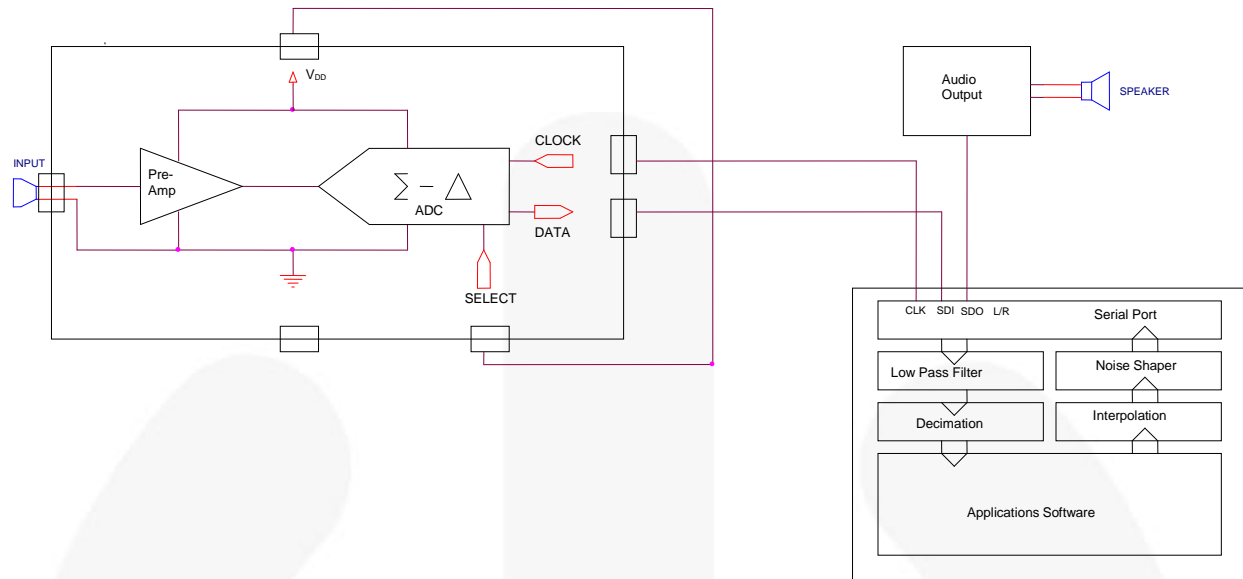 VDD
INPUT
Pre-
Amp
Σ – Δ
ADC
CLOCK
DATA
SELECT
Audio
Output
SPEAKER
CLK SDI SDO L/R
Serial Port
Low Pass Filter
Noise Shaper
Decimation
Interpolation
Applications Software